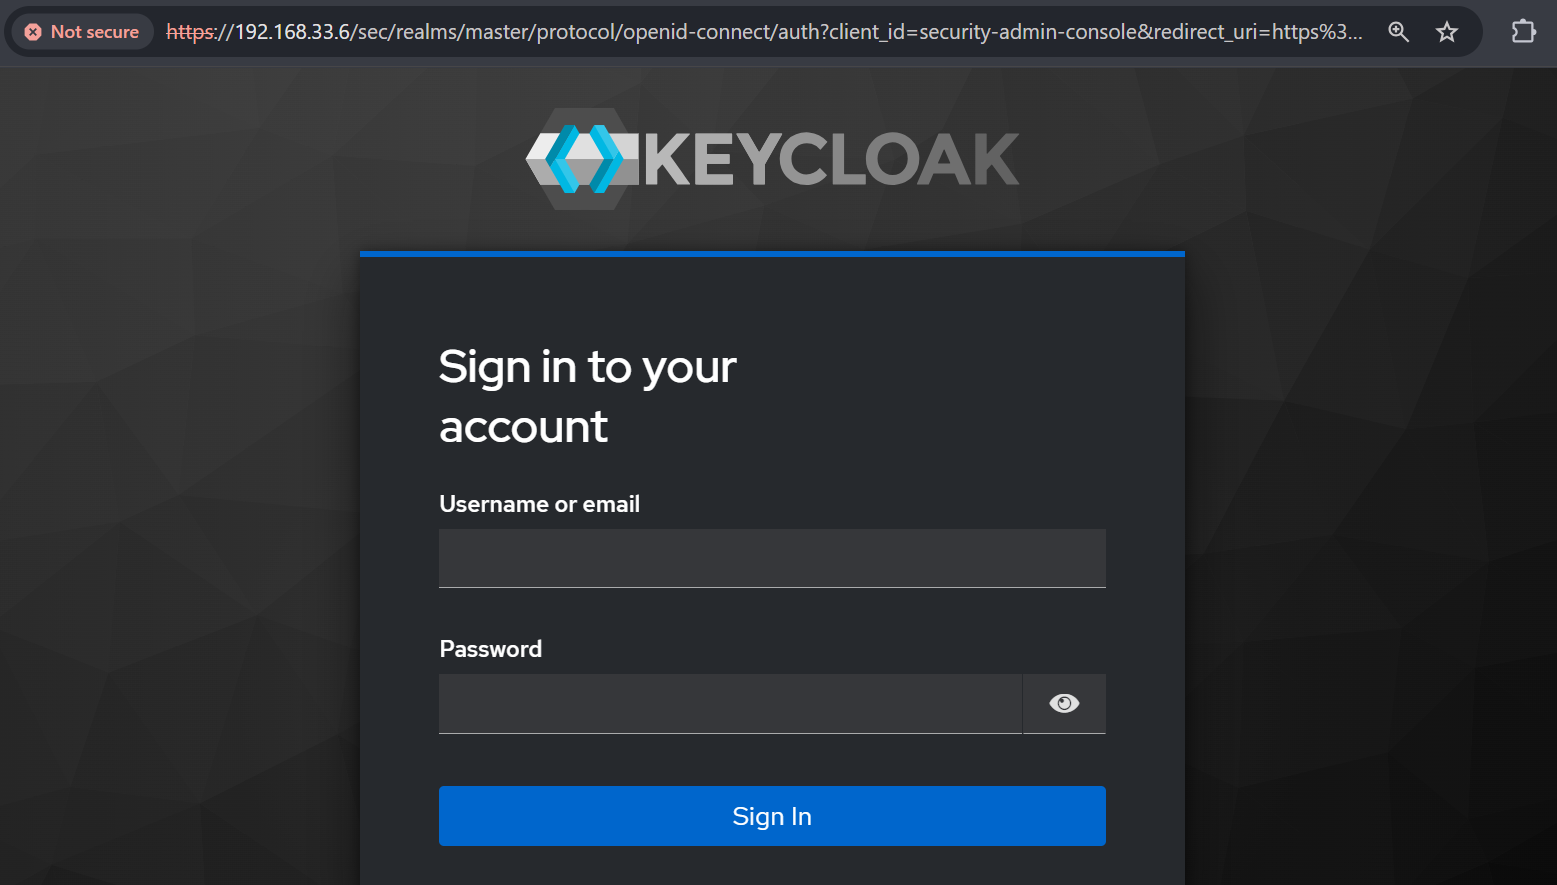 Not secure
https://192.168.33.6/sec/realms/master/protocol/openid-connect/auth?client_id=security-admin-console&redirect_uri=https%3...
KEYCLOAK
Sign in to your
account
Username or email
Password
Sign In